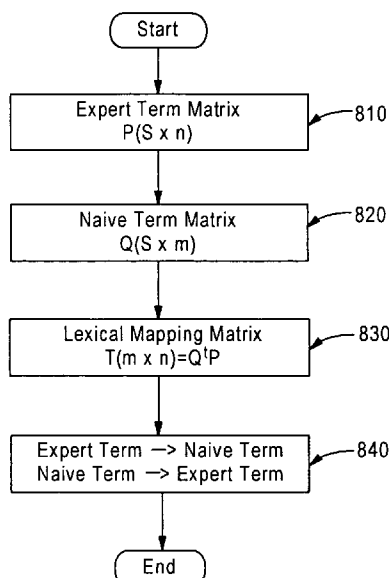 Start
Expert Term Matrix
P(S x n)
810
Naive Term Matrix
Q(S x m)
820
Lexical Mapping Matrix
T(m x n)=QᵗP
830
Expert Term —> Naive Term
Naive Term —> Expert Term
840
End